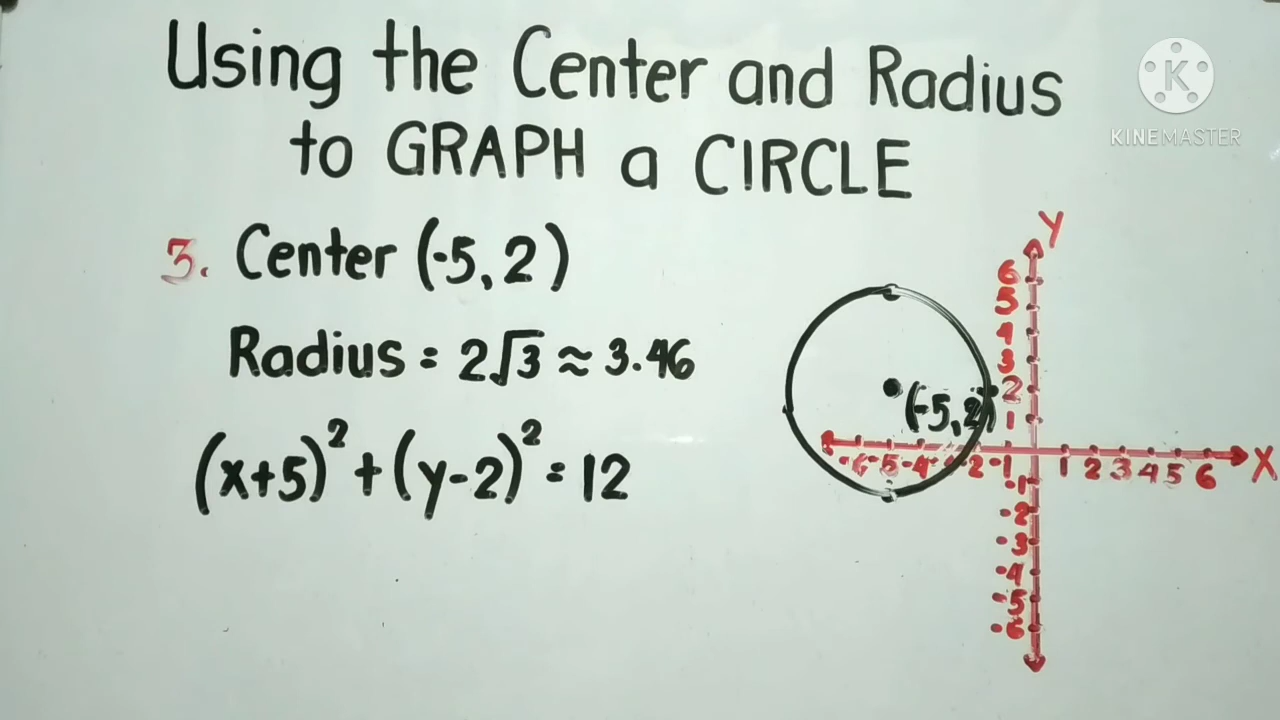 Using the Center and Radius
to GRAPH a CIRCLE
K
KINEMASTER
3. Center (-5, 2)
Radius = 2√3 ≈ 3.46
(x+5)² + (y-2)² = 12
Y
6
5
4
3
2
1
(-5, 2)
-6 -5 -4 -2 -1 1 2 3 4 5 6 X
-1
-2
-3
-4
-5
-6